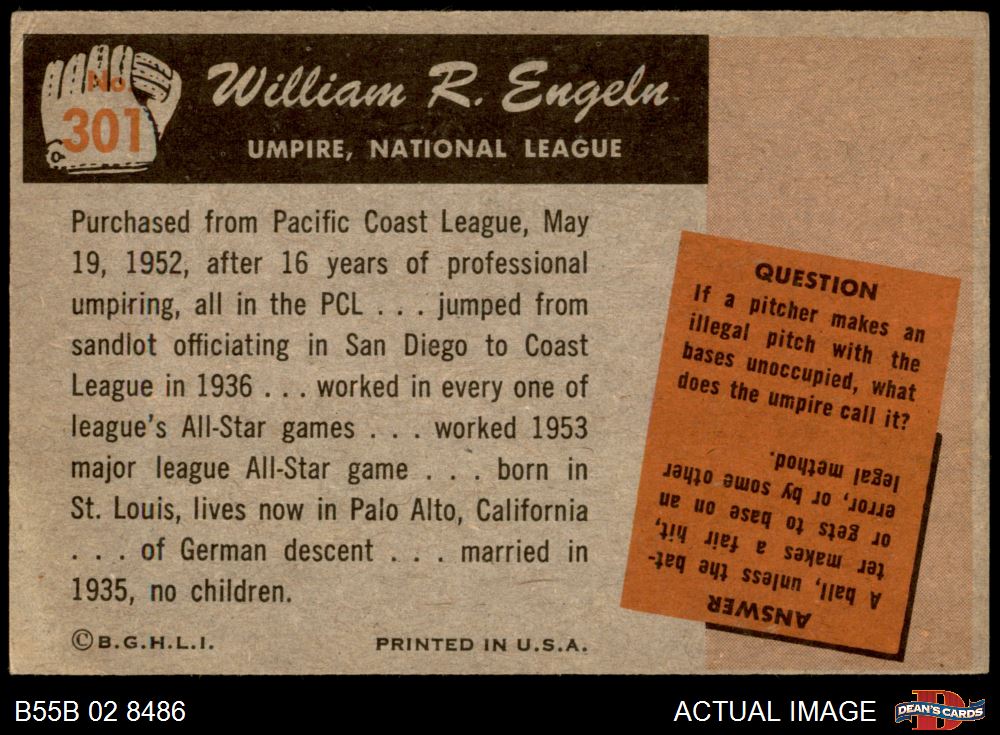 No.
301
William R. Engeln
UMPIRE, NATIONAL LEAGUE
Purchased from Pacific Coast League, May
19, 1952, after 16 years of professional
umpiring, all in the PCL . . . jumped from
sandlot officiating in San Diego to Coast
League in 1936 . . . worked in every one of
league's All-Star games . . . worked 1953
major league All-Star game . . . born in
St. Louis, lives now in Palo Alto, California
. . . of German descent . . . married in
1935, no children.
©B.G.H.L.I.
PRINTED IN U.S.A.
QUESTION
If a pitcher makes an
illegal pitch with the
bases unoccupied, what
does the umpire call it?
ANSWER
A ball, unless the bat-
ter makes a fair hit,
or gets to base on an
error, or by some other
legal method.
B55B 02 8486
ACTUAL IMAGE
D
DEAN'S CARDS